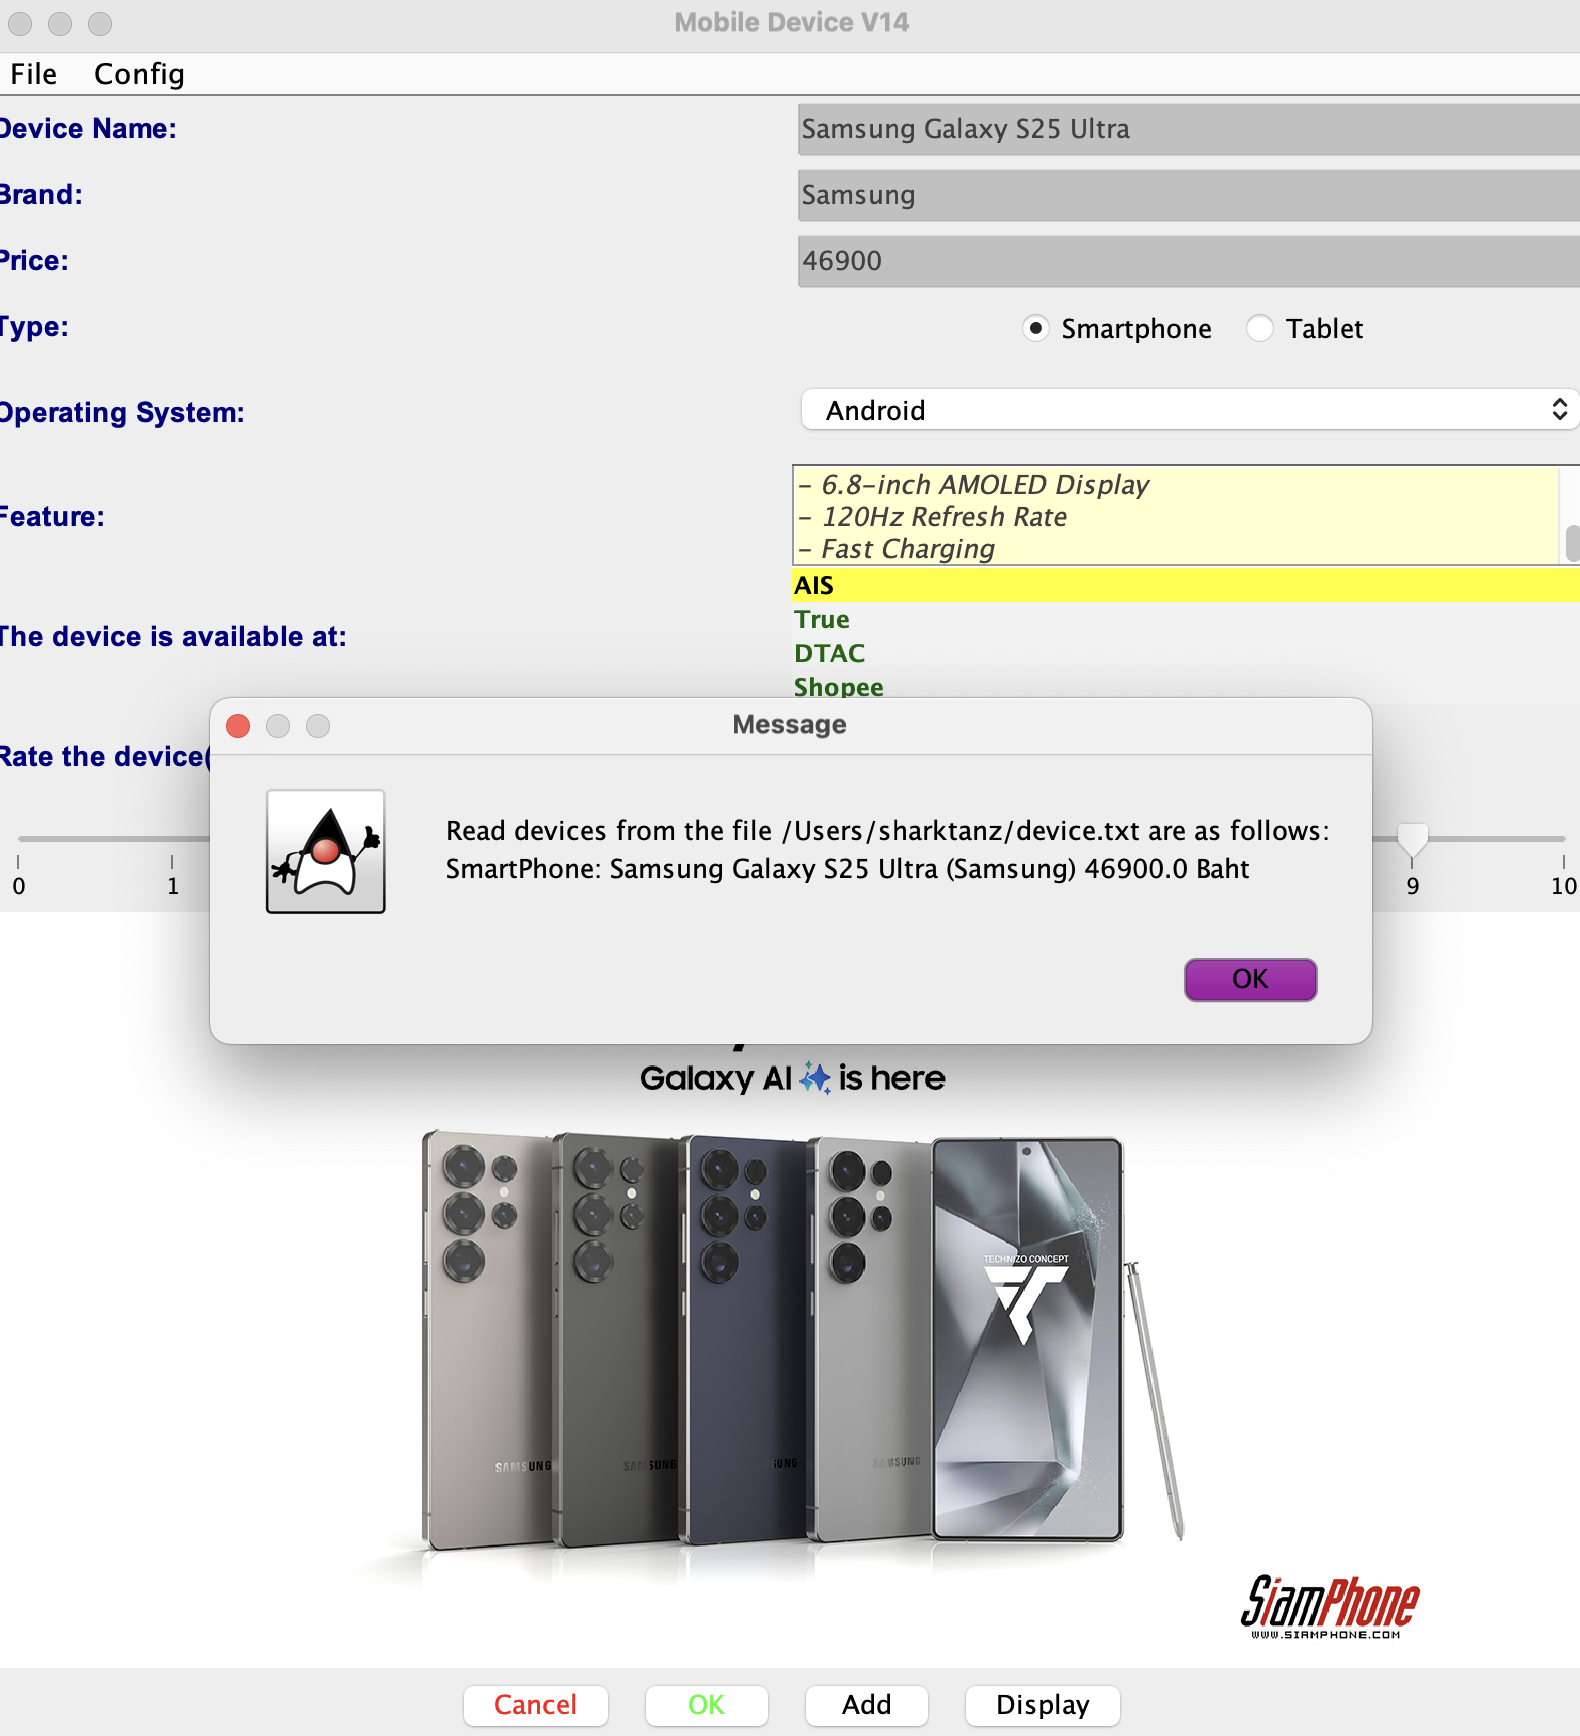 Mobile Device V14
File Config
Device Name: Samsung Galaxy S25 Ultra
Brand: Samsung
Price: 46900
Type: Smartphone Tablet
Operating System: Android
Feature:
- 6.8-inch AMOLED Display
- 120Hz Refresh Rate
- Fast Charging
The device is available at:
AIS
True
DTAC
Shopee
Rate the device(
0 1 9 10
Message
Read devices from the file /Users/sharktanz/device.txt are as follows:
SmartPhone: Samsung Galaxy S25 Ultra (Samsung) 46900.0 Baht
OK
Galaxy AI is here
TECHNIZO CONCEPT
SAMSUNG SAMSUNG SAMSUNG
SiamPhone
WWW.SIAMPHONE.COM
Cancel OK Add Display